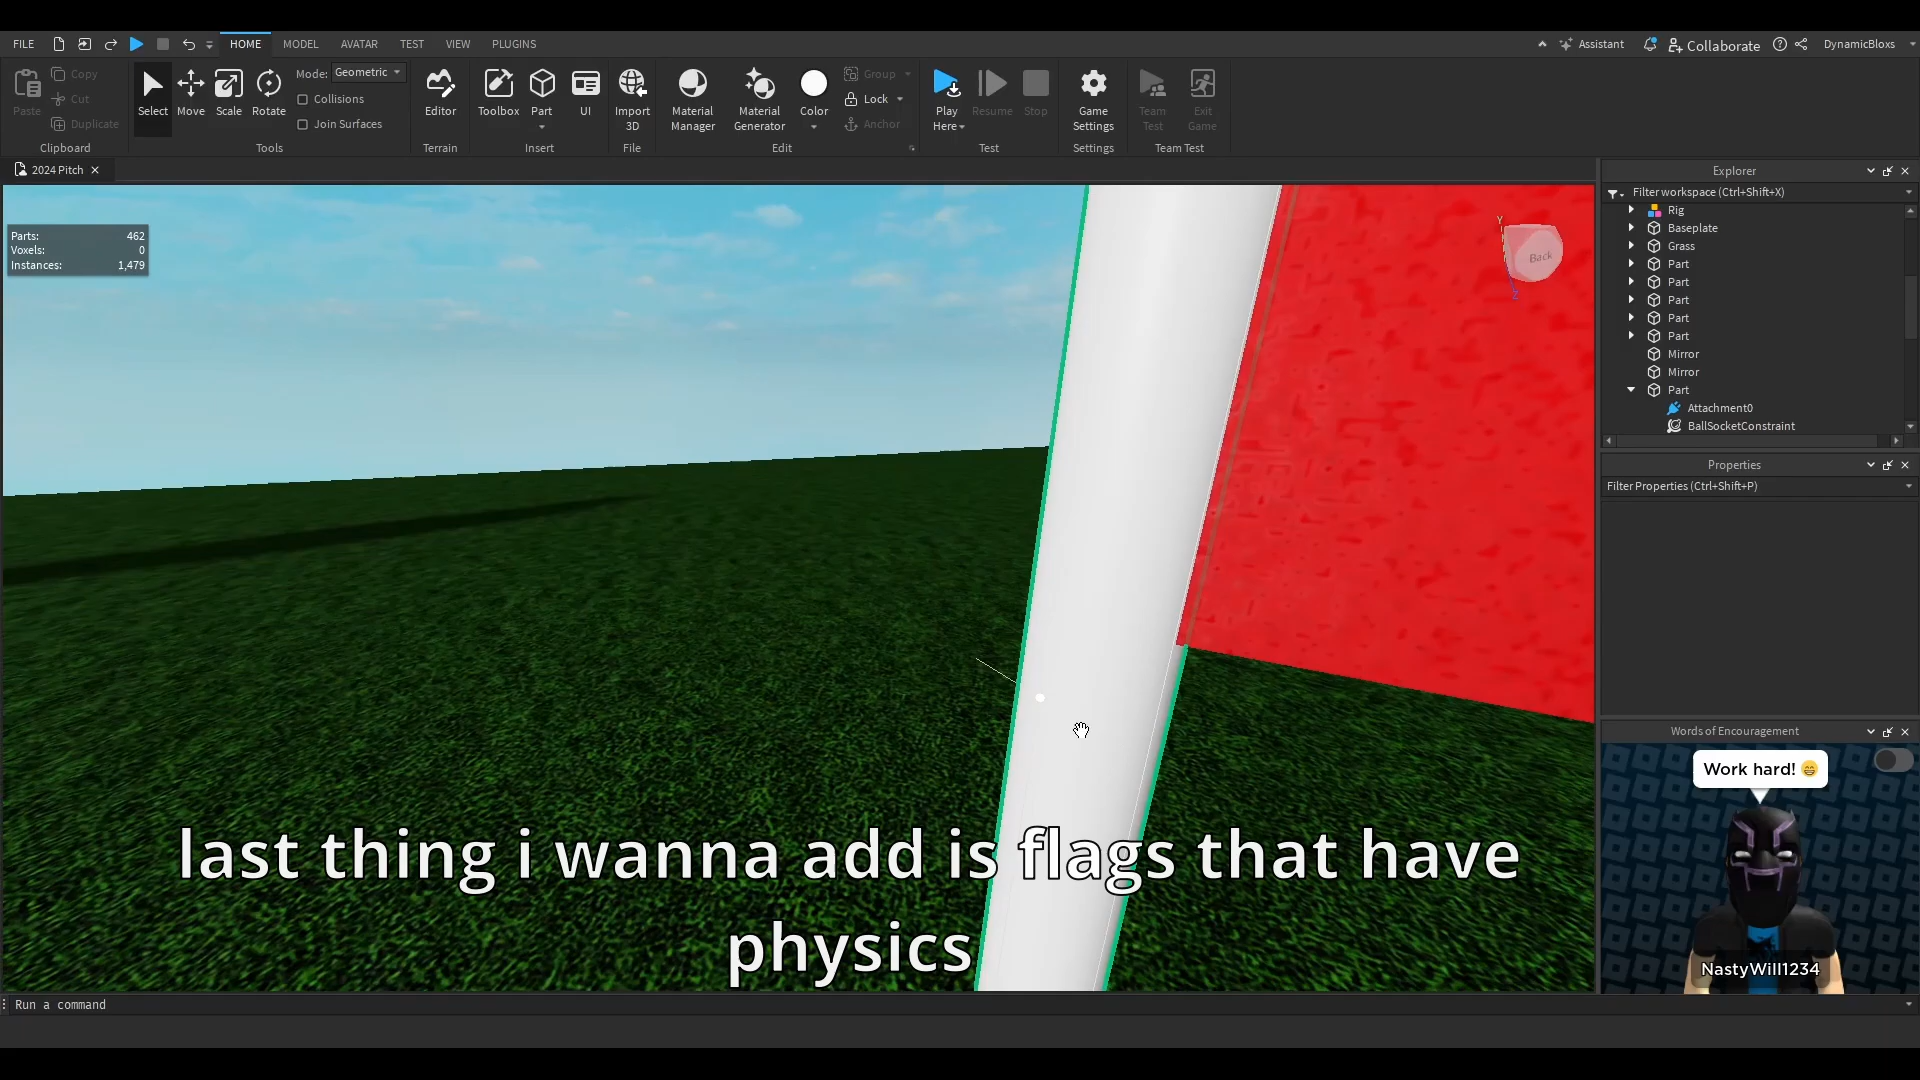 FILE
HOME
MODEL
AVATAR
TEST
VIEW
PLUGINS
Assistant
Collaborate
DynamicBloxs
Paste
Copy
Cut
Duplicate
Clipboard
Select
Move
Scale
Rotate
Mode: Geometric
Collisions
Join Surfaces
Tools
Editor
Terrain
Toolbox
Part
UI
Insert
Import
3D
File
Material
Manager
Material
Generator
Color
Group
Lock
Anchor
Edit
Play
Here
Resume
Stop
Test
Game
Settings
Settings
Team
Test
Exit
Game
Team Test
2024 Pitch
Parts: 462
Voxels: 0
Instances: 1,479
Y
Back
Z
Explorer
Filter workspace (Ctrl+Shift+X)
Rig
Baseplate
Grass
Part
Part
Part
Part
Part
Mirror
Mirror
Part
Attachment0
BallSocketConstraint
Properties
Filter Properties (Ctrl+Shift+P)
Words of Encouragement
Work hard! 😁
NastyWill1234
last thing i wanna add is flags that have
physics
Run a command